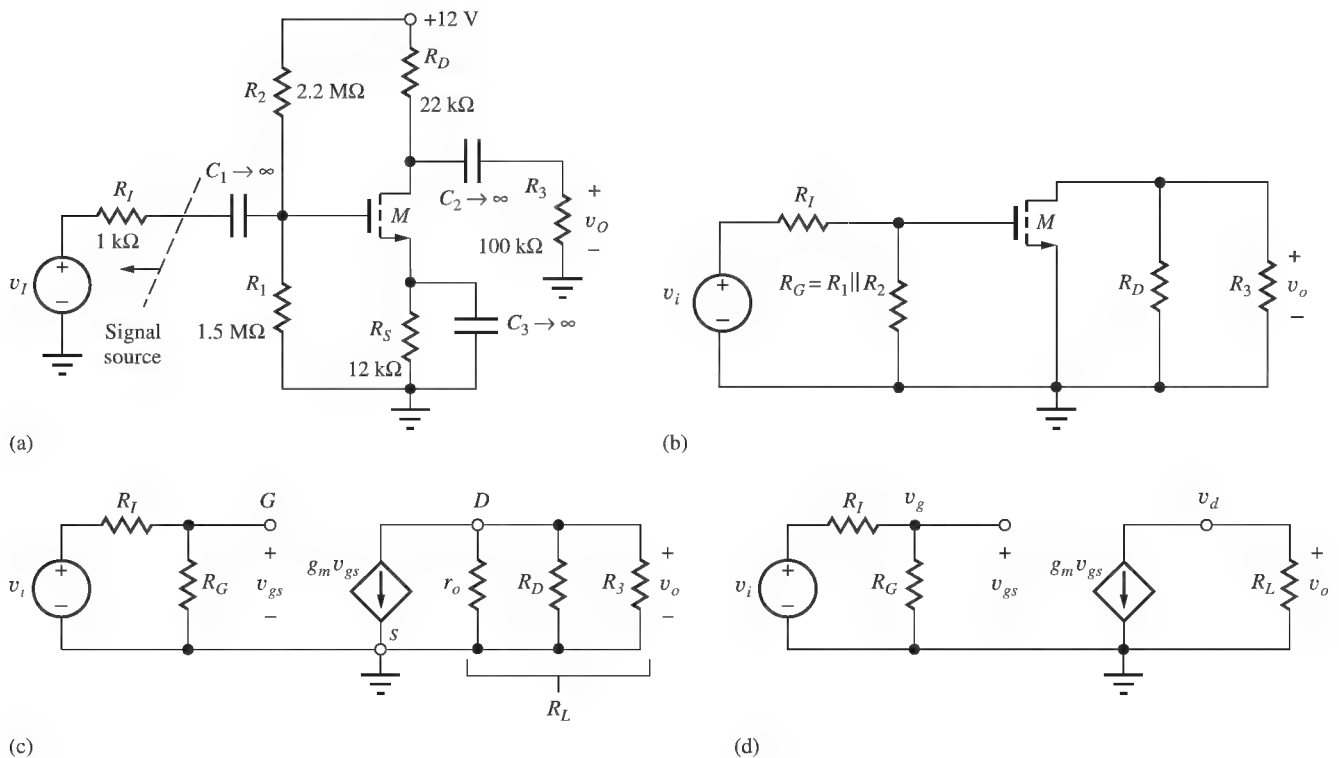 +12 V
R_D
R_2
2.2 MΩ
22 kΩ
C_1 → ∞
R_I
1 kΩ
M
C_2 → ∞
R_3
100 kΩ
+
v_O
−
v_I
+
−
Signal
source
R_1
1.5 MΩ
R_S
12 kΩ
C_3 → ∞
(a)
R_I
M
v_i
+
−
R_G = R_1||R_2
R_D
R_3
+
v_o
−
(b)
R_I
G
D
v_i
+
−
R_G
+
v_gs
−
g_m v_gs
s
r_o
R_D
R_3
+
v_o
−
R_L
(c)
R_I
v_g
v_d
v_i
+
−
R_G
+
v_gs
−
g_m v_gs
R_L
+
v_o
−
(d)